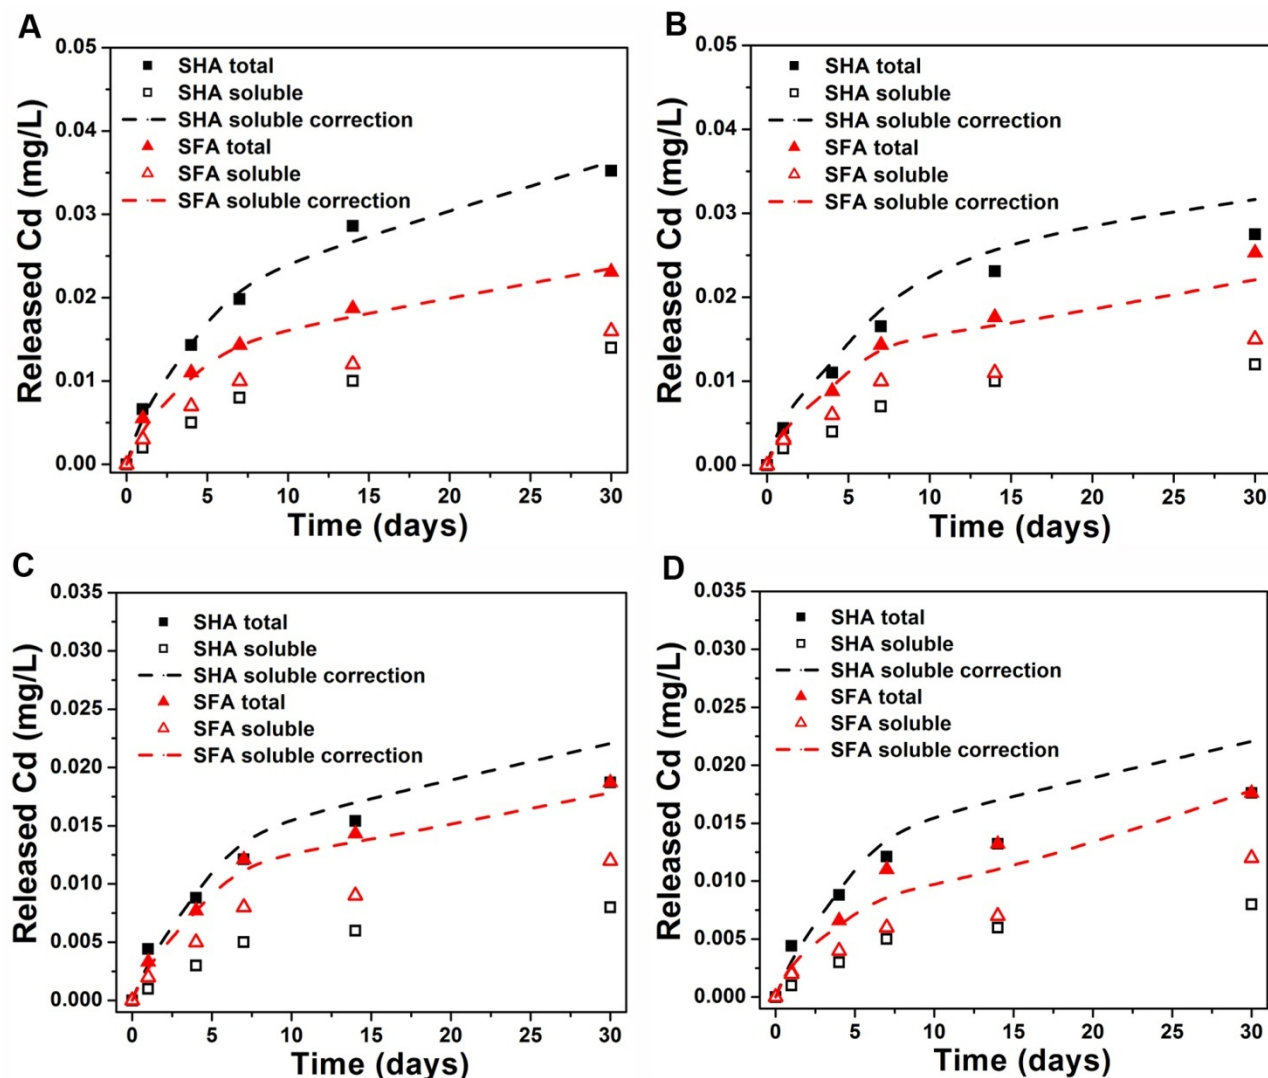 A
Released Cd (mg/L)
0.05
0.04
0.03
0.02
0.01
0.00
SHA total
SHA soluble
SHA soluble correction
SFA total
SFA soluble
SFA soluble correction
0 5 10 15 20 25 30
Time (days)
B
Released Cd (mg/L)
0.05
0.04
0.03
0.02
0.01
0.00
SHA total
SHA soluble
SHA soluble correction
SFA total
SFA soluble
SFA soluble correction
0 5 10 15 20 25 30
Time (days)
C
Released Cd (mg/L)
0.035
0.030
0.025
0.020
0.015
0.010
0.005
0.000
SHA total
SHA soluble
SHA soluble correction
SFA total
SFA soluble
SFA soluble correction
0 5 10 15 20 25 30
Time (days)
D
Released Cd (mg/L)
0.035
0.030
0.025
0.020
0.015
0.010
0.005
0.000
SHA total
SHA soluble
SHA soluble correction
SFA total
SFA soluble
SFA soluble correction
0 5 10 15 20 25 30
Time (days)